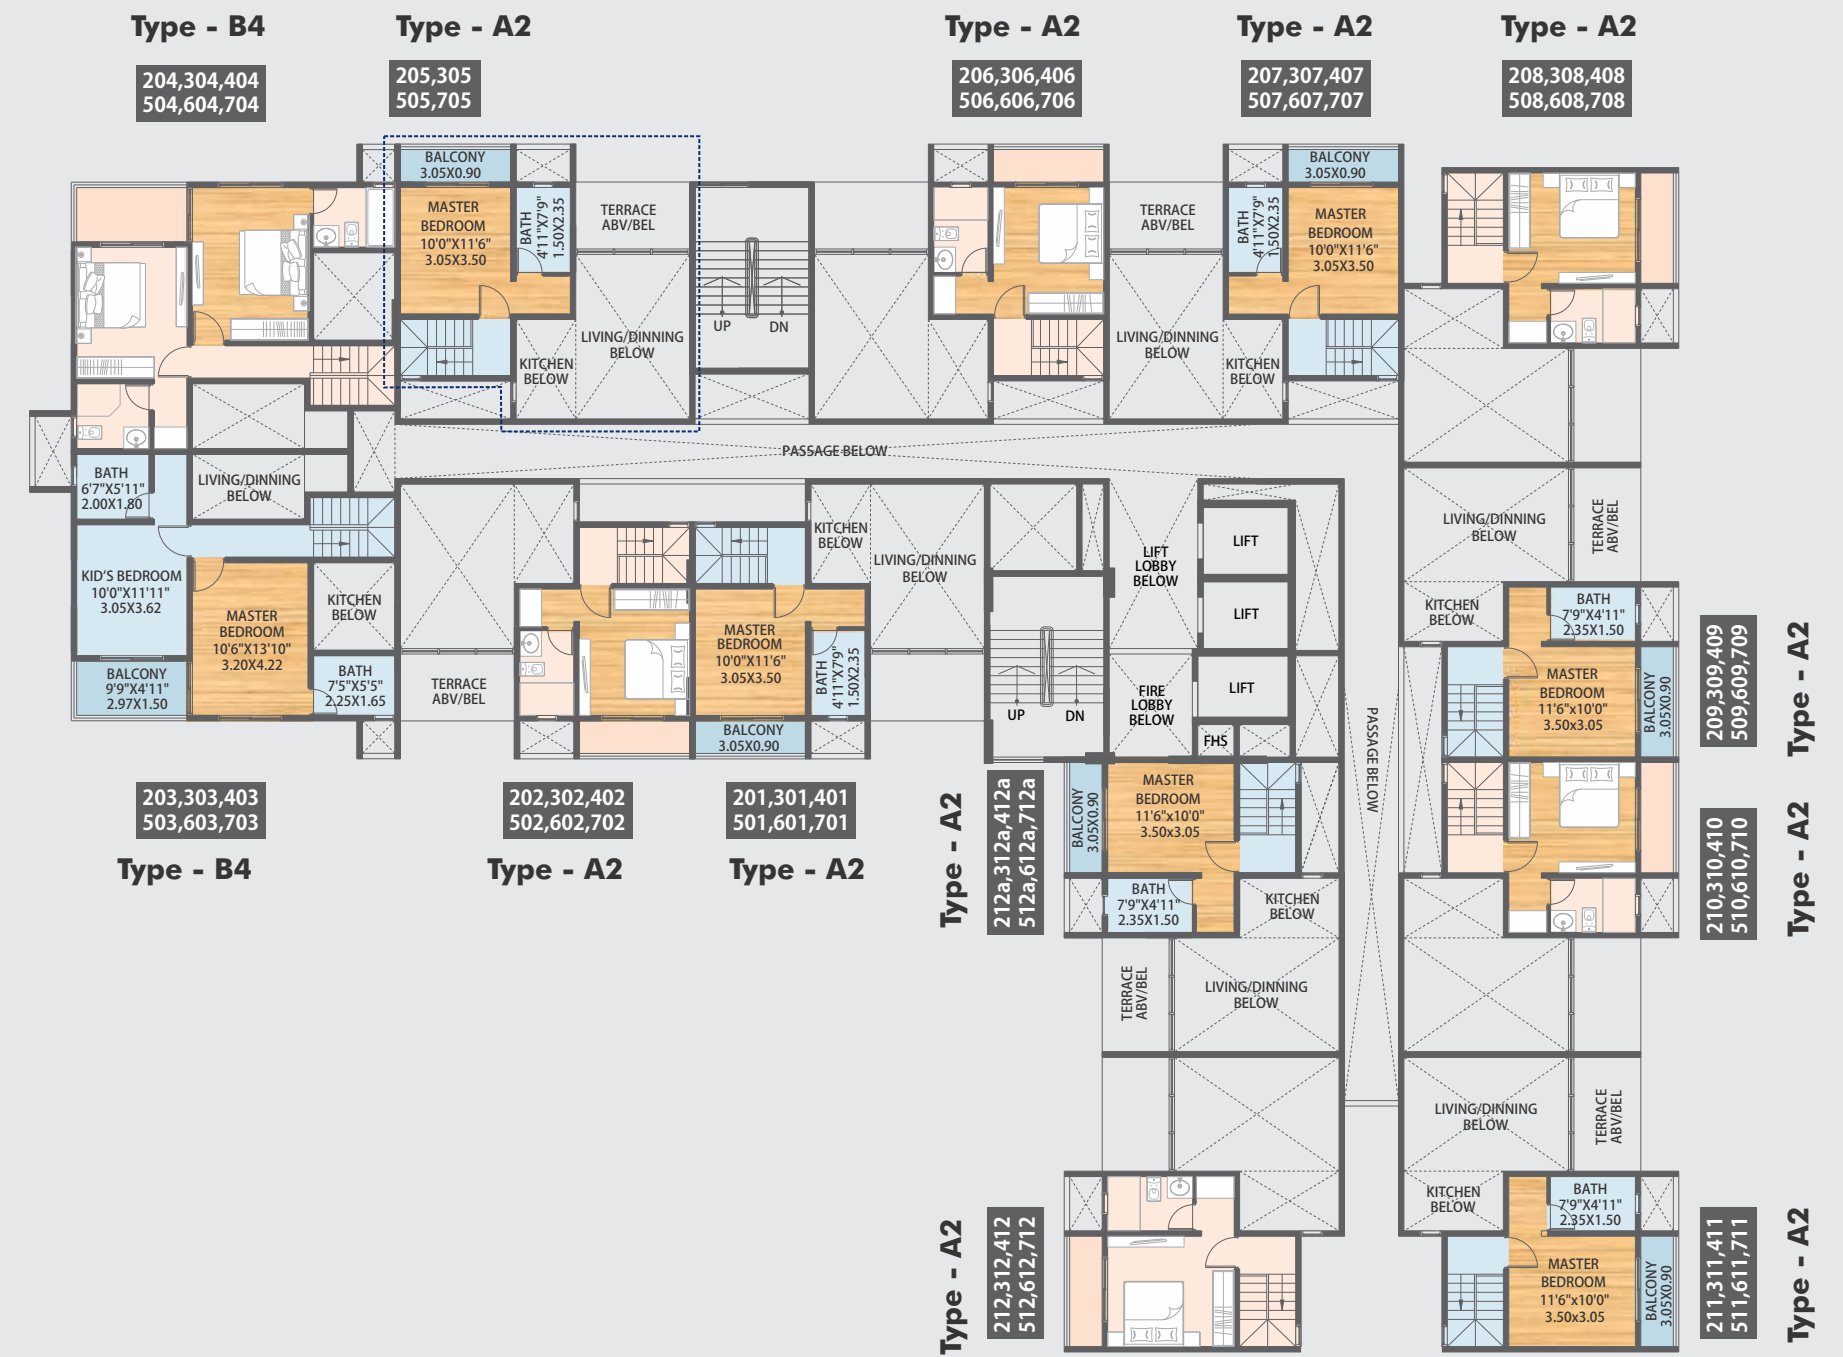 Type - B4
Type - A2
Type - A2
Type - A2
Type - A2
204,304,404
504,604,704
205,305
505,705
206,306,406
506,606,706
207,307,407
507,607,707
208,308,408
508,608,708
BALCONY
3.05X0.90
MASTER
BEDROOM
10'0"X11'6"
3.05X3.50
BATH
4'11"X7'9"
1.50X2.35
TERRACE
ABV/BEL
UP
DN
KITCHEN
BELOW
LIVING/DINNING
BELOW
TERRACE
ABV/BEL
BATH
4'11"X7'9"
1.50X2.35
BALCONY
3.05X0.90
MASTER
BEDROOM
10'0"X11'6"
3.05X3.50
LIVING/DINNING
BELOW
KITCHEN
BELOW
PASSAGE BELOW
BATH
6'7"X5'11"
2.00X1.80
LIVING/DINNING
BELOW
KID'S BEDROOM
10'0"X11'11"
3.05X3.62
MASTER
BEDROOM
10'6"X13'10"
3.20X4.22
KITCHEN
BELOW
BALCONY
9'9"X4'11"
2.97X1.50
BATH
7'5"X5'5"
2.25X1.65
TERRACE
ABV/BEL
MASTER
BEDROOM
10'0"X11'6"
3.05X3.50
BATH
4'11"X7'9"
1.50X2.35
BALCONY
3.05X0.90
KITCHEN
BELOW
LIVING/DINNING
BELOW
UP
DN
LIFT
LOBBY
BELOW
LIFT
LIFT
LIFT
FIRE
LOBBY
BELOW
FHS
PASSAGE BELOW
LIVING/DINNING
BELOW
TERRACE
ABV/BEL
KITCHEN
BELOW
BATH
7'9"X4'11"
2.35X1.50
MASTER
BEDROOM
11'6"x10'0"
3.50x3.05
BALCONY
3.05X0.90
209,309,409
509,609,709
Type - A2
203,303,403
503,603,703
Type - B4
202,302,402
502,602,702
Type - A2
201,301,401
501,601,701
Type - A2
Type - A2
212a,312a,412a
512a,612a,712a
BALCONY
3.05X0.90
MASTER
BEDROOM
11'6"x10'0"
3.50x3.05
BATH
7'9"X4'11"
2.35X1.50
KITCHEN
BELOW
210,310,410
510,610,710
Type - A2
TERRACE
ABV/BEL
LIVING/DINNING
BELOW
LIVING/DINNING
BELOW
TERRACE
ABV/BEL
KITCHEN
BELOW
BATH
7'9"X4'11"
2.35X1.50
MASTER
BEDROOM
11'6"x10'0"
3.50x3.05
BALCONY
3.05X0.90
Type - A2
212,312,412
512,612,712
211,311,411
511,611,711
Type - A2